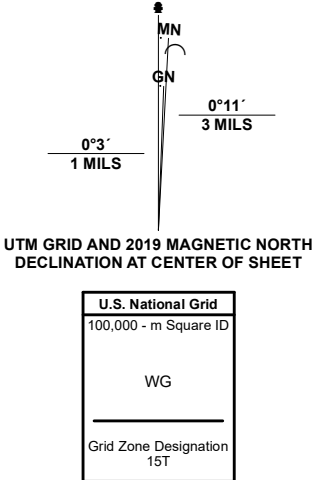 MN
GN
0°11´
3 MILS
0°3´
1 MILS
UTM GRID AND 2019 MAGNETIC NORTH
DECLINATION AT CENTER OF SHEET
U.S. National Grid
100,000 - m Square ID
WG
Grid Zone Designation
15T